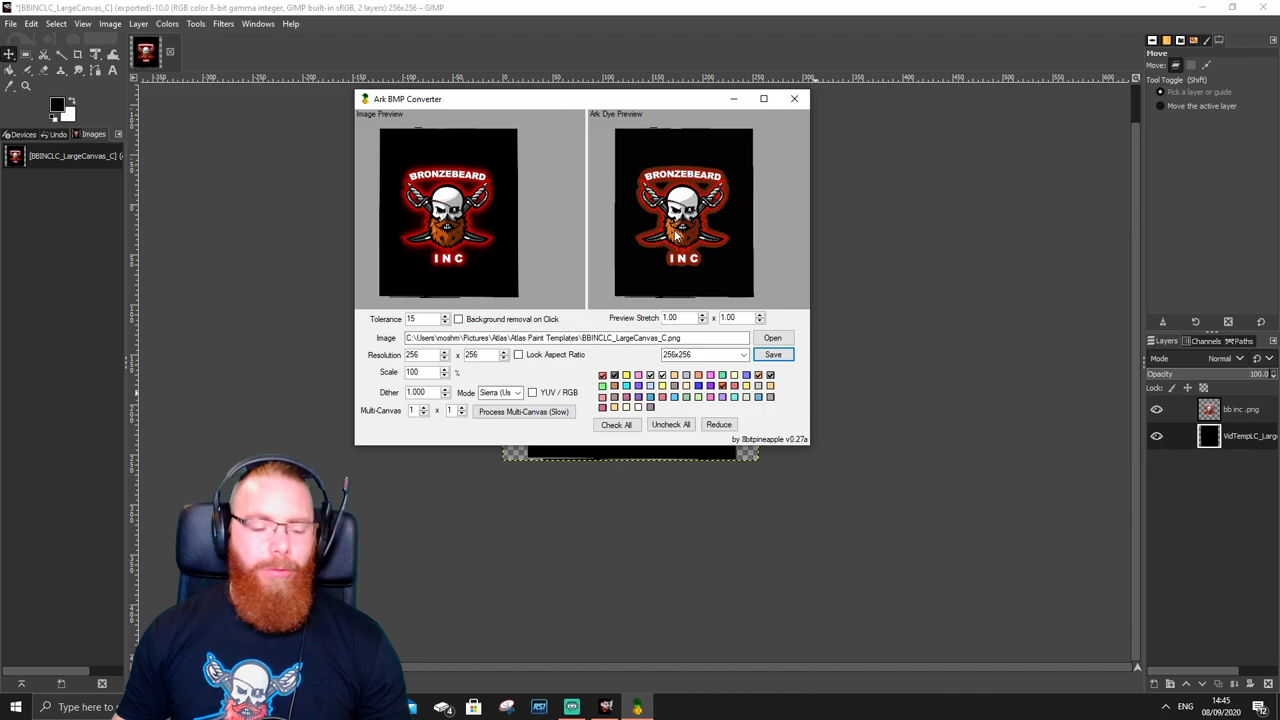 *[BBINCLC_LargeCanvas_C] (exported)-10.0 (RGB color 8-bit gamma integer, GIMP built-in sRGB, 2 layers) 256x256 – GIMP
File Edit Select View Image Layer Colors Tools Filters Windows Help
Devices Undo Images
[BBINCLC_LargeCanvas_C] (
Ark BMP Converter
Image Preview
Ark Dye Preview
BRONZEBEARD
INC
BRONZEBEARD
INC
Tolerance 15 Background removal on Click
Preview Stretch 1.00 x 1.00
Image C:\Users\moshm\Pictures\Atlas\Atlas Paint Templates\BBINCLC_LargeCanvas_C.png Open
Resolution 256 x 256 Lock Aspect Ratio 256x256 Save
Scale 100 %
Dither 1.000 Mode Sierra (Us YUV / RGB
Multi-Canvas 1 x 1 Process Multi-Canvas (Slow)
Check All Uncheck All Reduce
by 8bitpineapple v0.27a
Move
Move:
Tool Toggle (Shift)
Pick a layer or guide
Move the active layer
Layers Channels Paths
Mode Normal
Opacity 100.0
Lock:
bb inc .png
VidTempLC_Larg
Type here to
RSI
ENG
14:45
08/09/2020
12